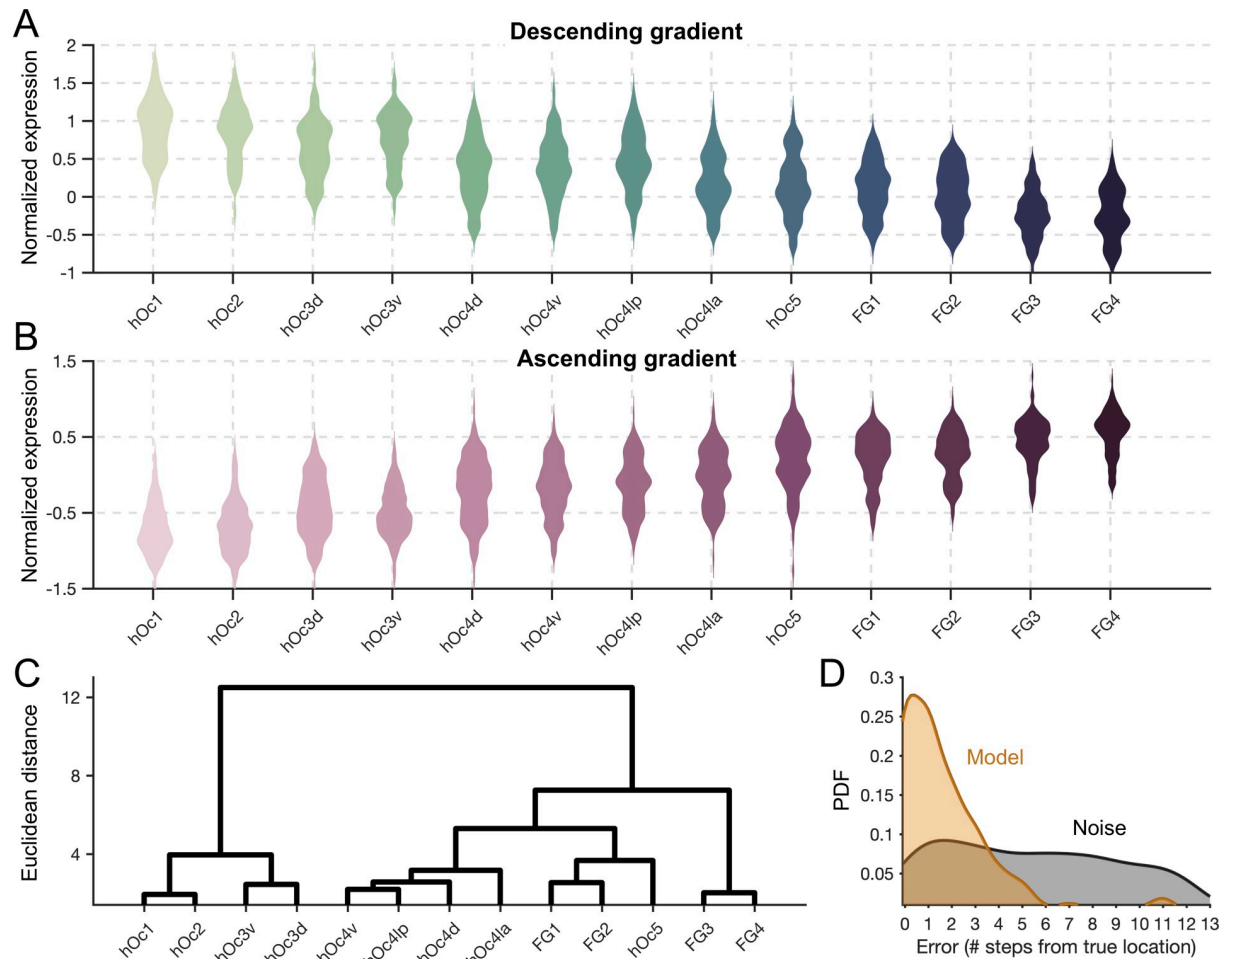 A
Descending gradient
Normalized expression
2
1.5
1
0.5
0
-0.5
-1
hOc1 hOc2 hOc3d hOc3v hOc4d hOc4v hOc4lp hOc4la hOc5 FG1 FG2 FG3 FG4
B
Ascending gradient
Normalized expression
1.5
0.5
-0.5
-1.5
hOc1 hOc2 hOc3d hOc3v hOc4d hOc4v hOc4lp hOc4la hOc5 FG1 FG2 FG3 FG4
C
Euclidean distance
12
8
4
hOc1 hOc2 hOc3v hOc3d hOc4v hOc4lp hOc4d hOc4la FG1 FG2 hOc5 FG3 FG4
D
PDF
0.3
0.25
0.2
0.15
0.1
0.05
Model
Noise
0 1 2 3 4 5 6 7 8 9 10 11 12 13
Error (# steps from true location)